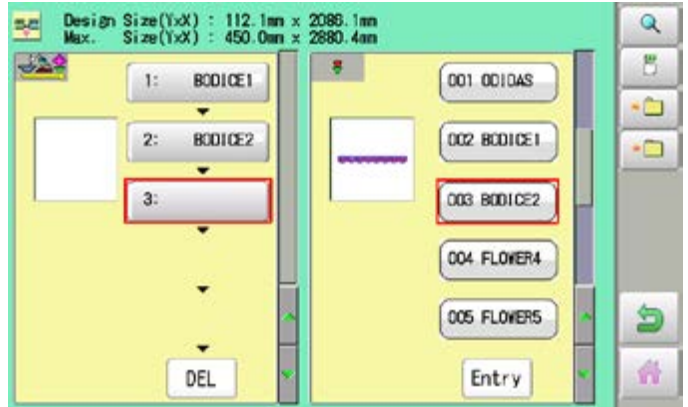 Design Size(YxX) : 112.1mm x 2086.1mm
Max. Size(YxX) : 450.0mm x 2880.4mm
1: BODICE1
2: BODICE2
3:
DEL
001 ODIDAS
002 BODICE1
003 BODICE2
004 FLOWER4
005 FLOWER5
Entry